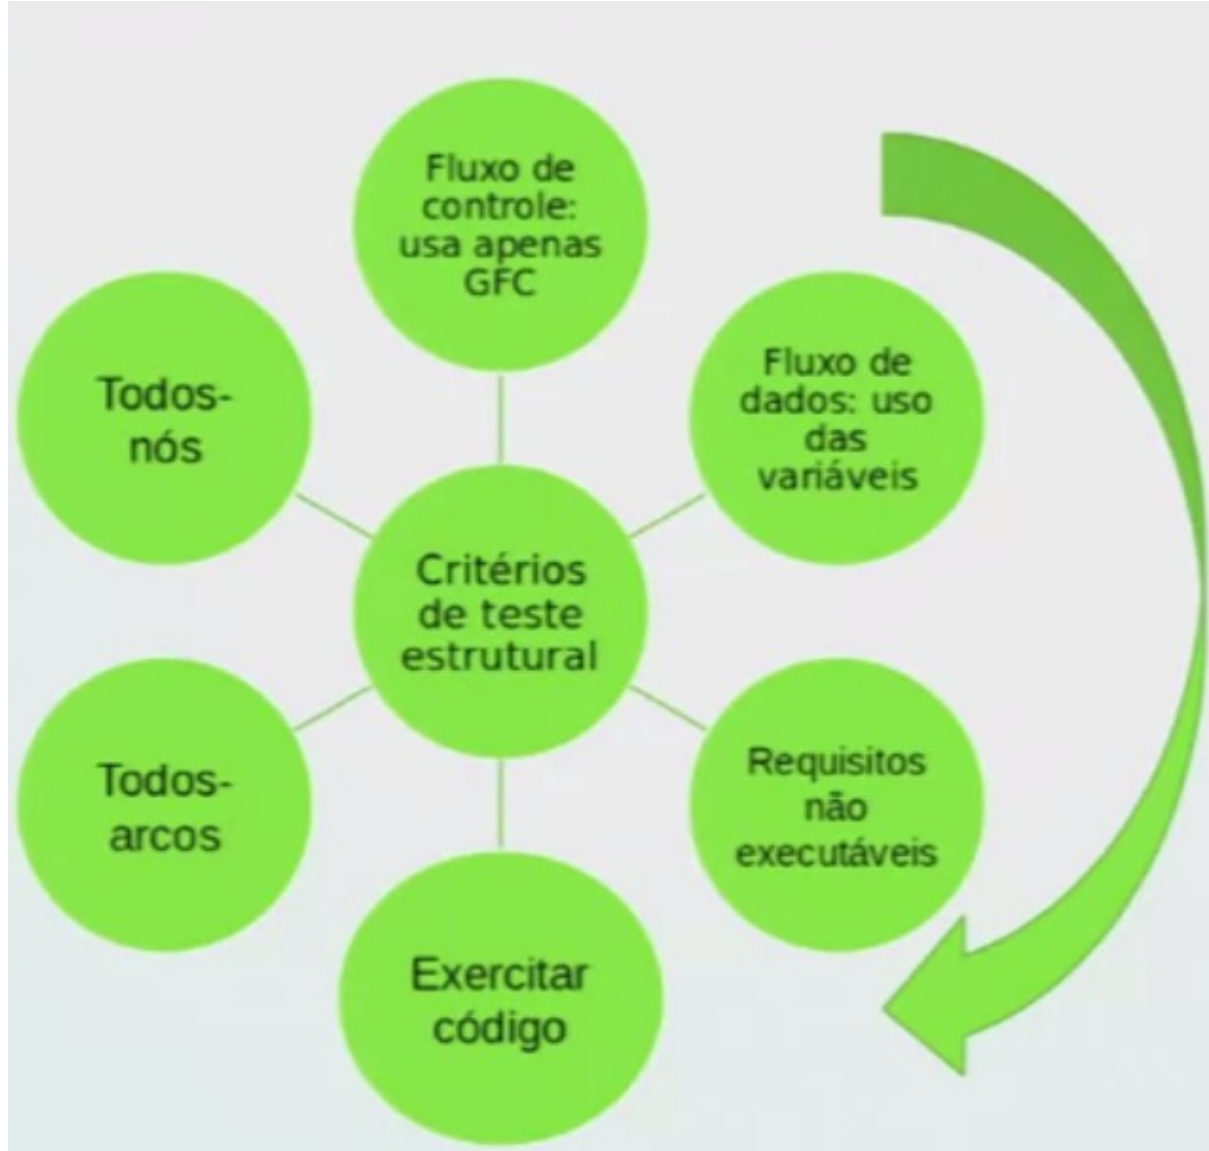 Fluxo de
controle:
usa apenas
GFC
Fluxo de
dados: uso
das
variáveis
Requisitos
não
executáveis
Exercitar
código
Todos-
arcos
Todos-
nós
Critérios
de teste
estrutural